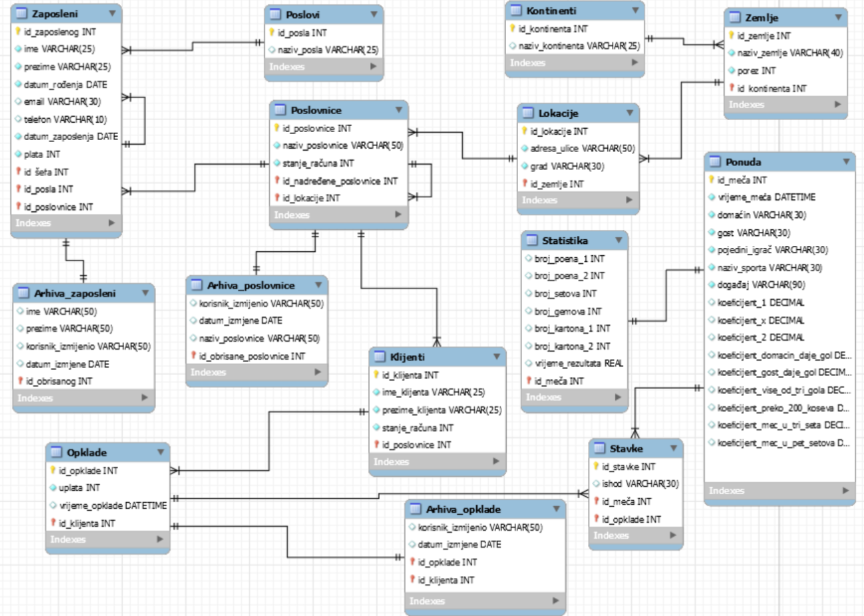 Zaposleni
id_zaposlenog INT
ime VARCHAR(25)
prezime VARCHAR(25)
datum_rođenja DATE
email VARCHAR(30)
telefon VARCHAR(10)
datum_zaposlenja DATE
plata INT
id_šefa INT
id_posla INT
id_poslovnice INT
Indexes
Poslovi
id_posla INT
naziv_posla VARCHAR(25)
Indexes
Kontinenti
id_kontinenta INT
naziv_kontinenta VARCHAR(25)
Indexes
Zemlje
id_zemlje INT
naziv_zemlje VARCHAR(40)
porez INT
id_kontinenta INT
Indexes
Poslovnice
id_poslovnice INT
naziv_poslovnice VARCHAR(50)
stanje_računa INT
id_nadređene_poslovnice INT
id_lokacije INT
Indexes
Lokacije
id_lokacije INT
adresa_ulice VARCHAR(50)
grad VARCHAR(30)
id_zemlje INT
Indexes
Ponuda
id_meča INT
vrijeme_meča DATETIME
domaćin VARCHAR(30)
gost VARCHAR(30)
pojedini_igrač VARCHAR(30)
naziv_sporta VARCHAR(30)
događaj VARCHAR(90)
koeficijent_1 DECIMAL
koeficijent_x DECIMAL
koeficijent_2 DECIMAL
koeficijent_domacin_daje_gol DE...
koeficijent_gost_daje_gol DECIM...
koeficijent_vise_od_tri_gola DEC...
koeficijent_preko_200_koseva D...
koeficijent_mec_u_tri_seta DECI...
koeficijent_mec_u_pet_setova D...
Indexes
Statistika
broj_poena_1 INT
broj_poena_2 INT
broj_setova INT
broj_gemova INT
broj_kartona_1 INT
broj_kartona_2 INT
vrijeme_rezultata REAL
id_meča INT
Indexes
Arhiva_zaposleni
ime VARCHAR(50)
prezime VARCHAR(50)
korisnik_izmijenio VARCHAR(50)
datum_izmjene DATE
id_obrisanog INT
Indexes
Arhiva_poslovnice
korisnik_izmijenio VARCHAR(50)
datum_izmjene DATE
naziv_poslovnice VARCHAR(50)
id_obrisane_poslovnice INT
Indexes
Klijenti
id_klijenta INT
ime_klijenta VARCHAR(25)
prezime_klijenta VARCHAR(25)
stanje_računa INT
id_poslovnice INT
Indexes
Opklade
id_opklade INT
uplata INT
vrijeme_opklade DATETIME
id_klijenta INT
Indexes
Stavke
id_stavke INT
ishod VARCHAR(30)
id_meča INT
id_opklade INT
Indexes
Arhiva_opklade
korisnik_izmijenio VARCHAR(50)
datum_izmjene DATE
id_opklade INT
id_klijenta INT
Indexes